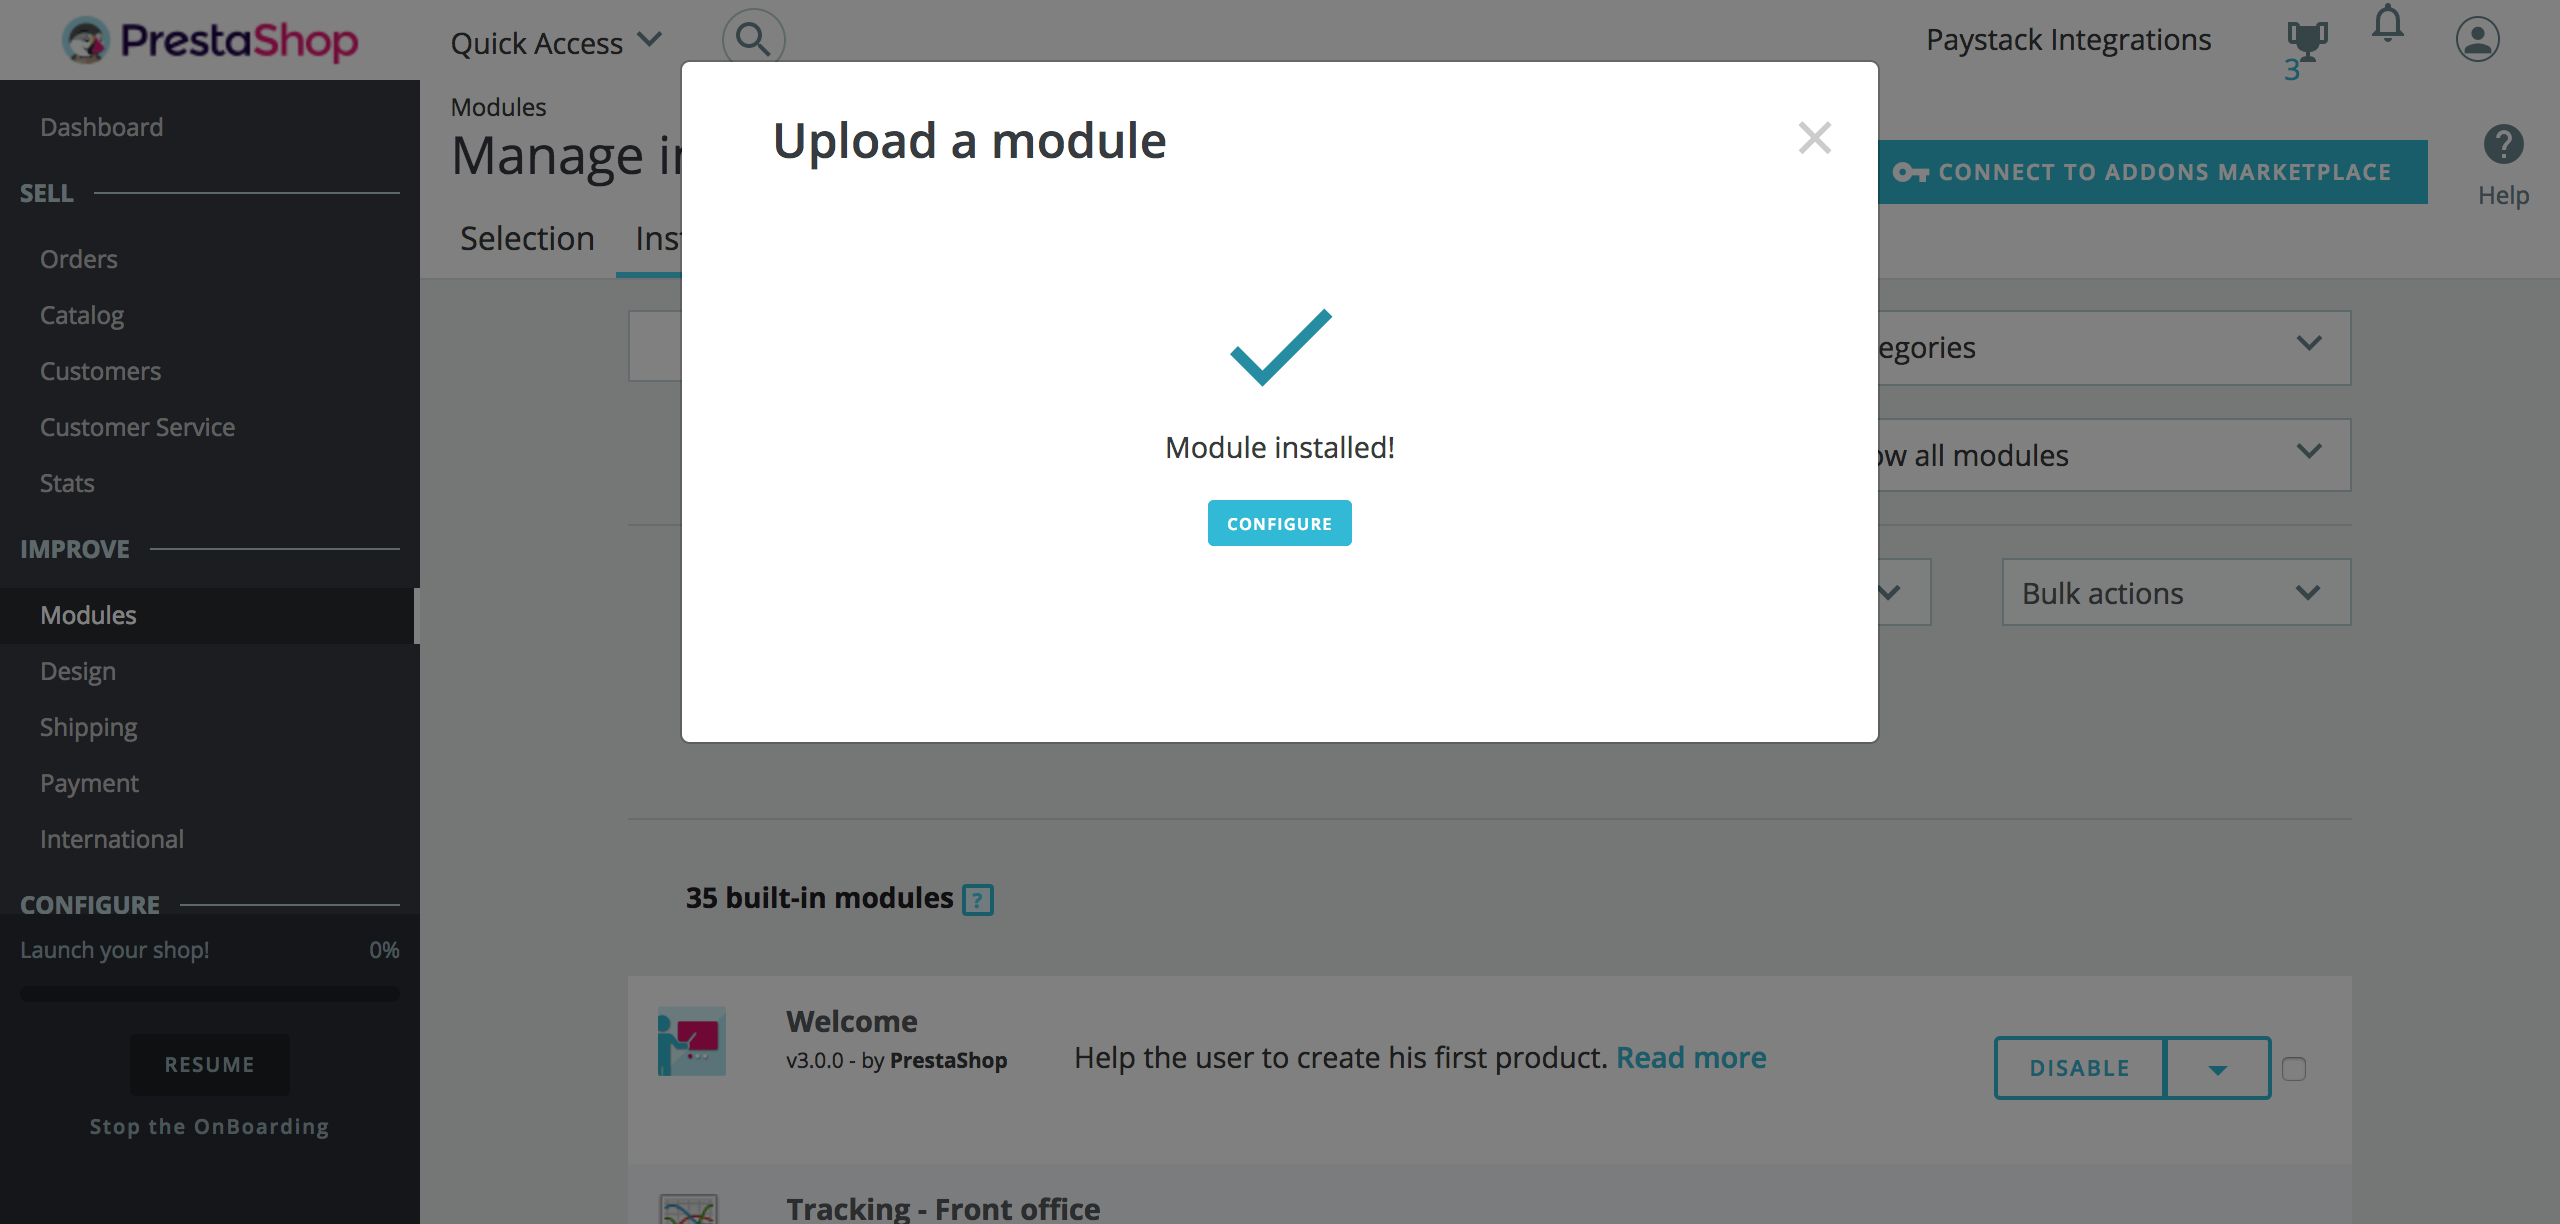 PrestaShop
Quick Access
Paystack Integrations
3
Modules
Manage
Selection
CONNECT TO ADDONS MARKETPLACE
Help
Dashboard
SELL
Orders
Catalog
Customers
Customer Service
Stats
IMPROVE
Modules
Design
Shipping
Payment
International
CONFIGURE
Launch your shop! 0%
RESUME
Stop the OnBoarding
Upload a module
Module installed!
CONFIGURE
all modules
Bulk actions
35 built-in modules ?
Welcome
v3.0.0 - by PrestaShop
Help the user to create his first product. Read more
DISABLE
Tracking - Front office